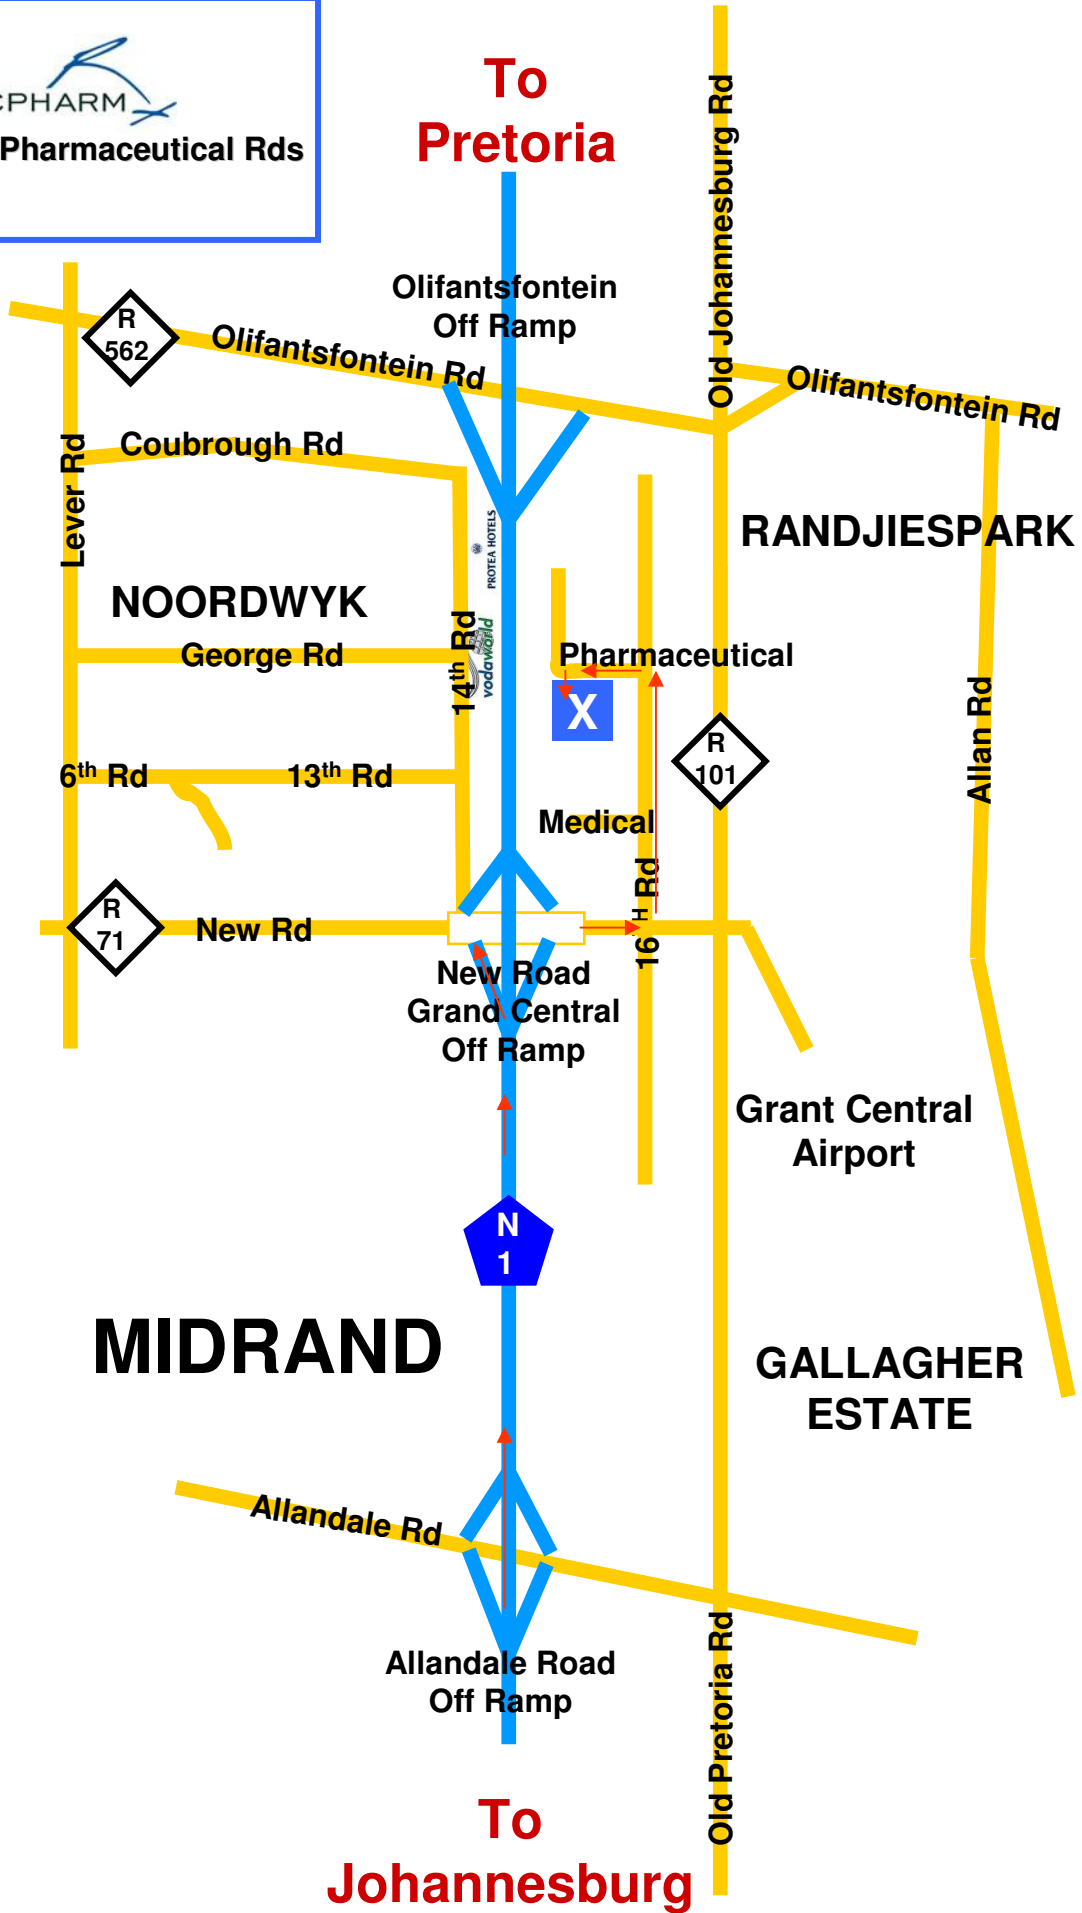 CPHARM
Pharmaceutical Rds
To
Pretoria
Old Johannesburg Rd
Olifantsfontein
Off Ramp
R
562
Olifantsfontein Rd
Olifantsfontein Rd
Coubrough Rd
Lever Rd
PROTEA HOTELS
RANDJIESPARK
NOORDWYK
14th Rd
vodaworld
George Rd
Pharmaceutical
X
R
101
Allan Rd
6th Rd
13th Rd
Medical
16TH Rd
R
71
New Rd
New Road
Grand Central
Off Ramp
Grant Central
Airport
N
1
MIDRAND
GALLAGHER
ESTATE
Allandale Rd
Allandale Road
Off Ramp
Old Pretoria Rd
To
Johannesburg